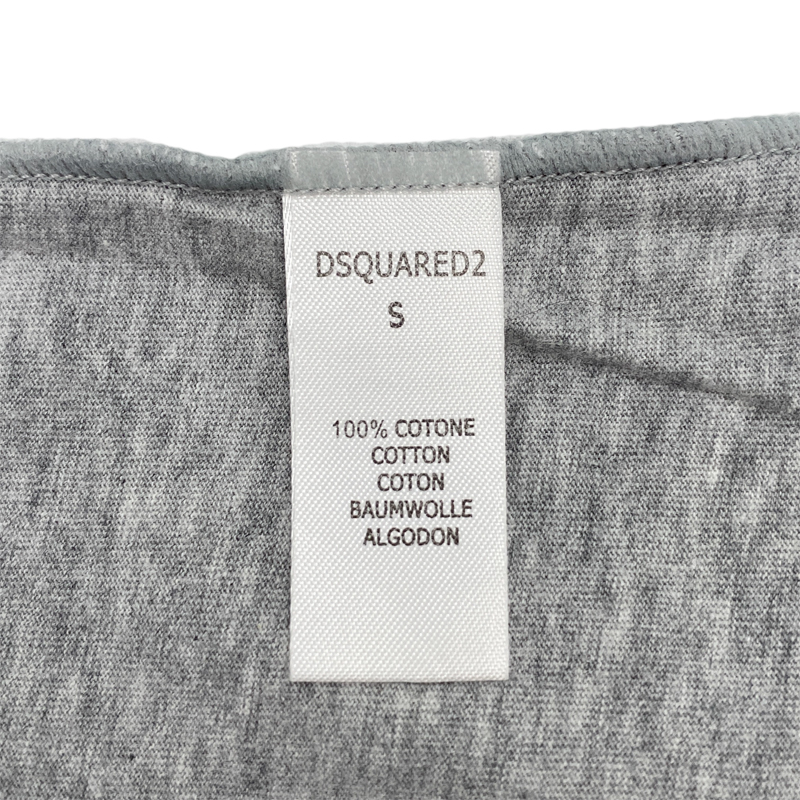 DSQUARED2
S
100% COTONE
COTTON
COTON
BAUMWOLLE
ALGODON